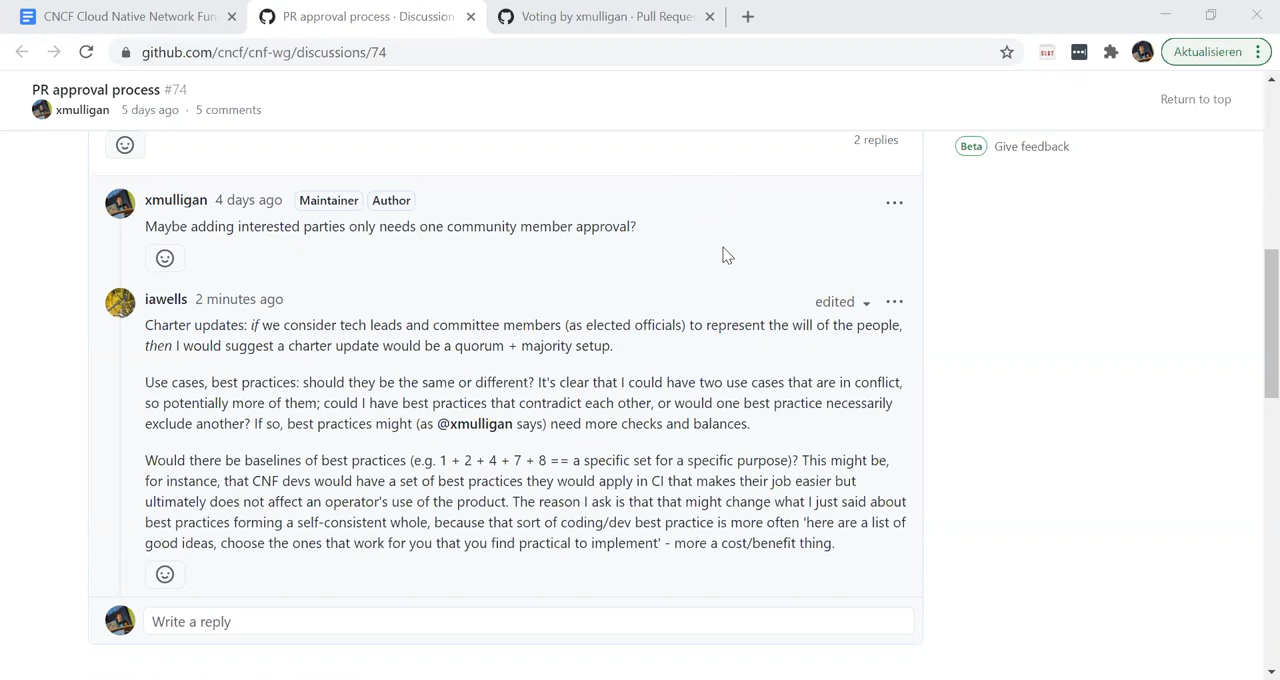 CNCF Cloud Native Network Fun
PR approval process · Discussion
Voting by xmulligan · Pull Reques
github.com/cncf/cnf-wg/discussions/74
Aktualisieren
PR approval process #74
xmulligan 5 days ago · 5 comments
Return to top
2 replies
Beta Give feedback
xmulligan 4 days ago Maintainer Author
Maybe adding interested parties only needs one community member approval?
iawells 2 minutes ago edited
Charter updates: if we consider tech leads and committee members (as elected officials) to represent the will of the people,
then I would suggest a charter update would be a quorum + majority setup.
Use cases, best practices: should they be the same or different? It's clear that I could have two use cases that are in conflict,
so potentially more of them; could I have best practices that contradict each other, or would one best practice necessarily
exclude another? If so, best practices might (as @xmulligan says) need more checks and balances.
Would there be baselines of best practices (e.g. 1 + 2 + 4 + 7 + 8 == a specific set for a specific purpose)? This might be,
for instance, that CNF devs would have a set of best practices they would apply in CI that makes their job easier but
ultimately does not affect an operator's use of the product. The reason I ask is that that might change what I just said about
best practices forming a self-consistent whole, because that sort of coding/dev best practice is more often 'here are a list of
good ideas, choose the ones that work for you that you find practical to implement' - more a cost/benefit thing.
Write a reply